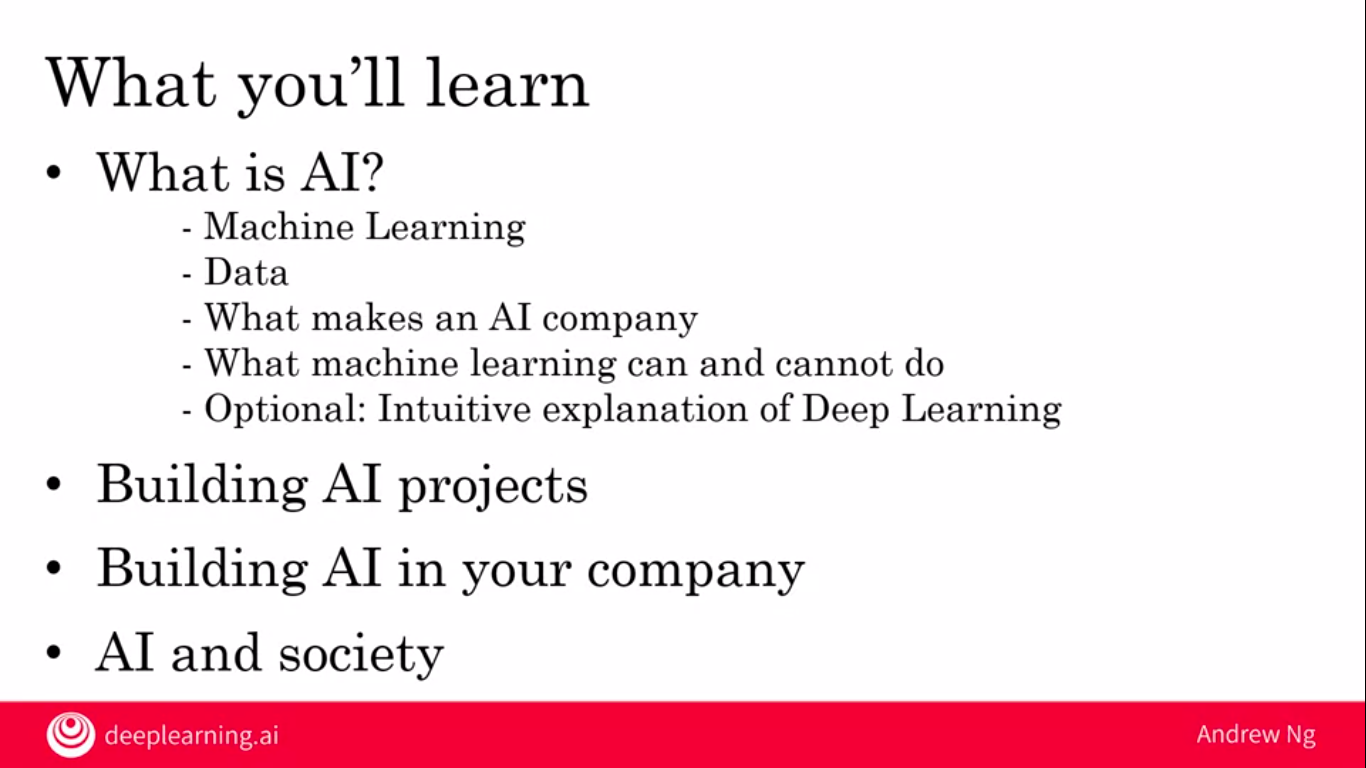 What you’ll learn
• What is AI?
- Machine Learning
- Data
- What makes an AI company
- What machine learning can and cannot do
- Optional: Intuitive explanation of Deep Learning
• Building AI projects
• Building AI in your company
• AI and society
deeplearning.ai
Andrew Ng